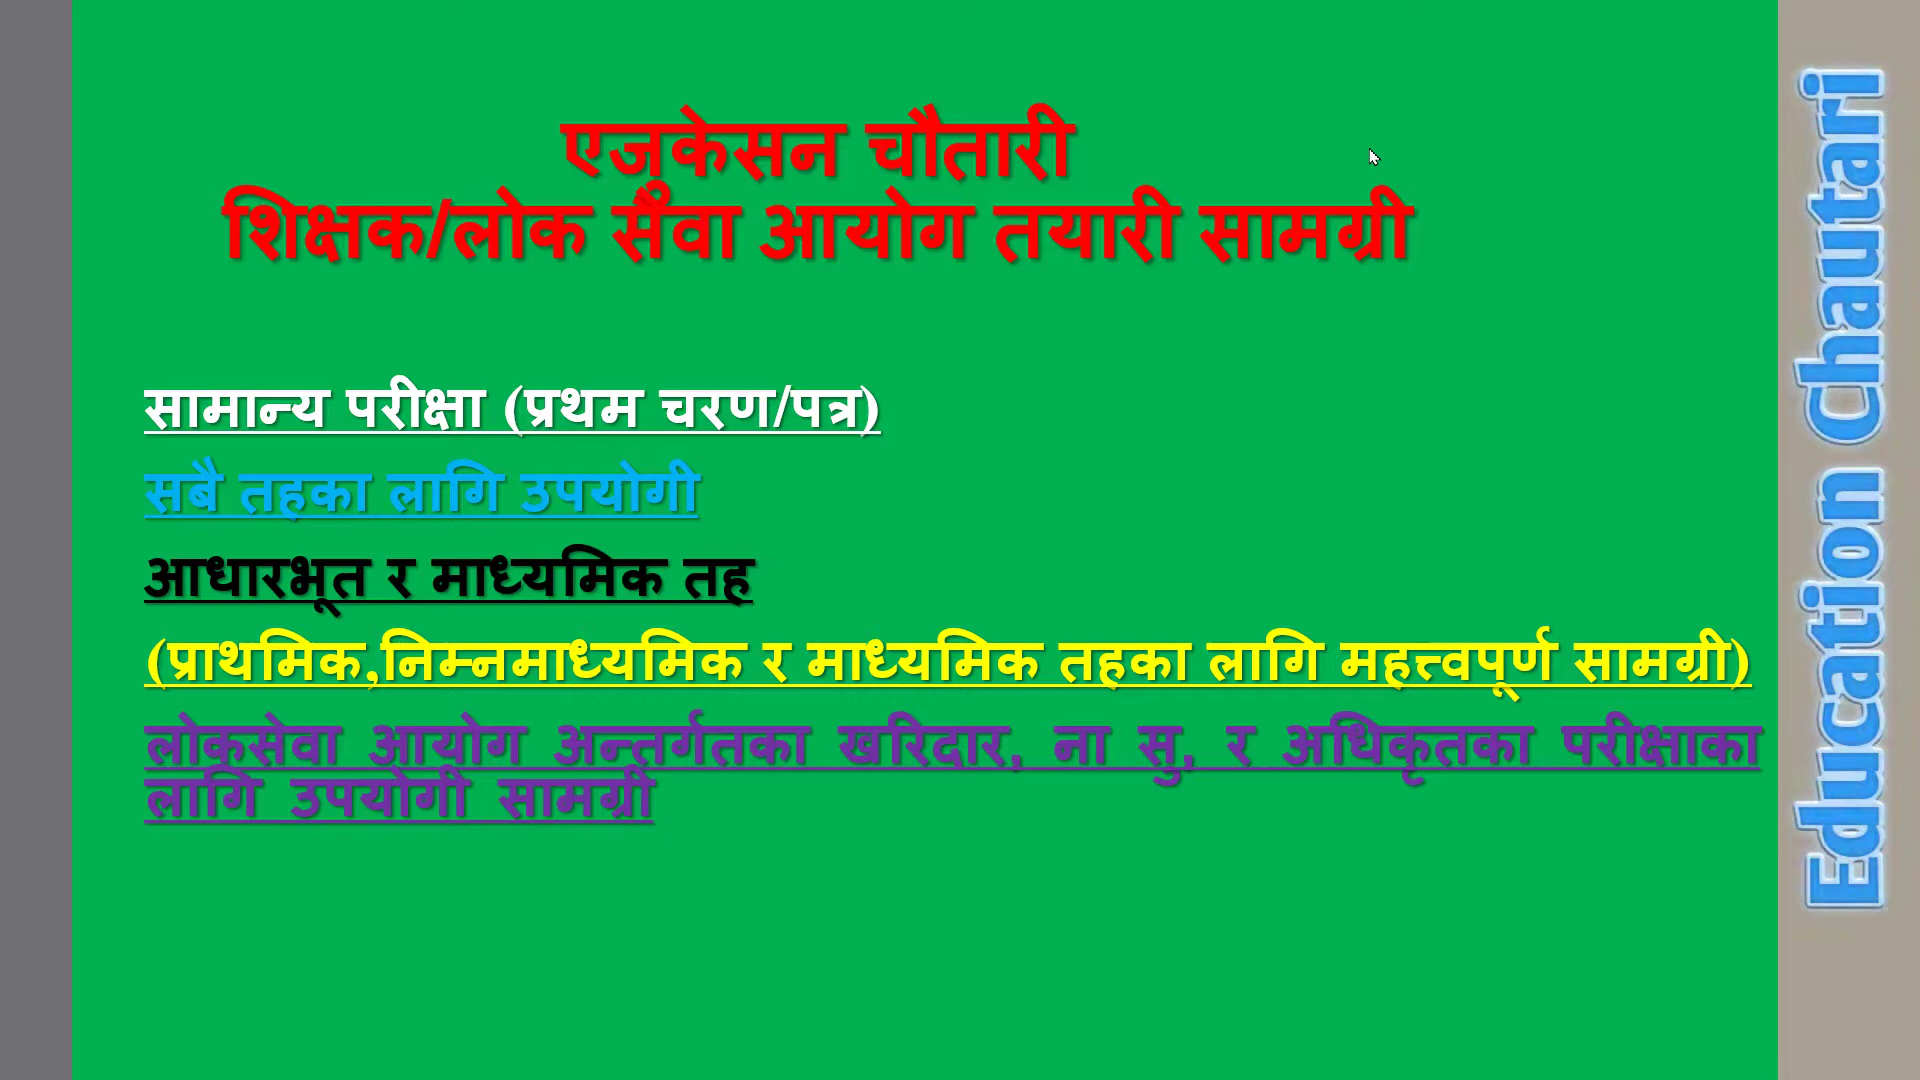 एजुकेसन चौतारी
शिक्षक/लोक सेवा आयोग तयारी सामग्री
सामान्य परीक्षा (प्रथम चरण/पत्र)
सबै तहका लागि उपयोगी
आधारभूत र माध्यमिक तह
(प्राथमिक,निम्नमाध्यमिक र माध्यमिक तहका लागि महत्त्वपूर्ण सामग्री)
लोकसेवा आयोग अन्तर्गतका खरिदार, ना सु, र अधिकृतका परीक्षाका
लागि उपयोगी सामग्री
Education Chautari